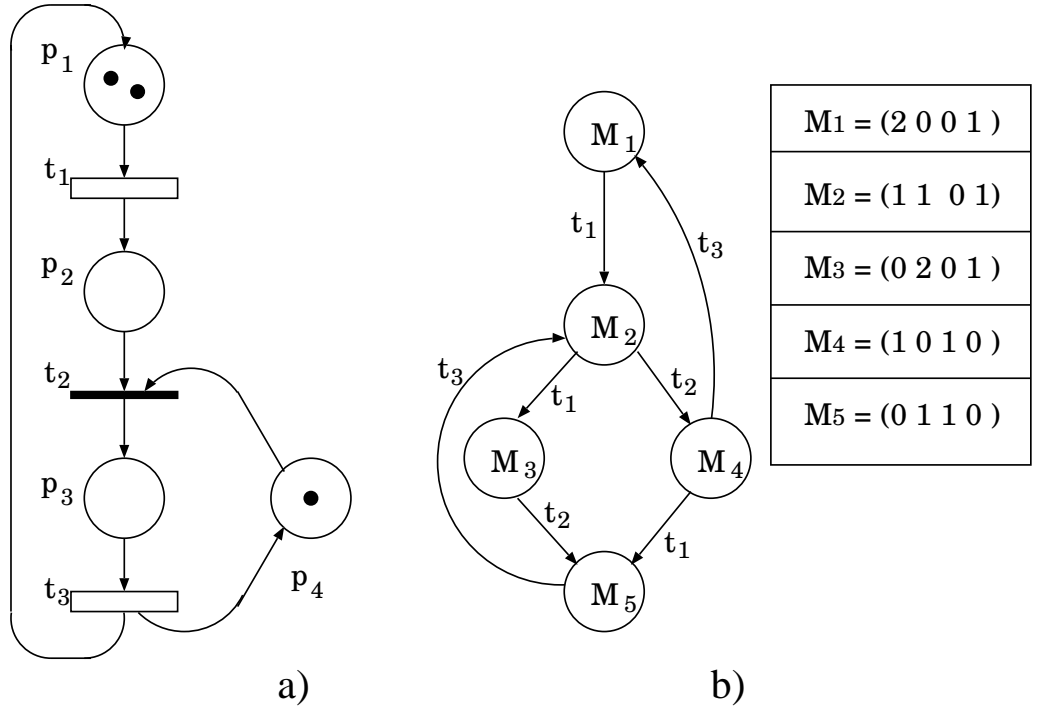 p1
t1
p2
t2
p3
t3
p4
a)
M1
t1
t3
M2
t3
t1
t2
M3
M4
t2
t1
M5
b)
M1 = (2 0 0 1 )
M2 = (1 1 0 1)
M3 = (0 2 0 1 )
M4 = (1 0 1 0 )
M5 = (0 1 1 0 )